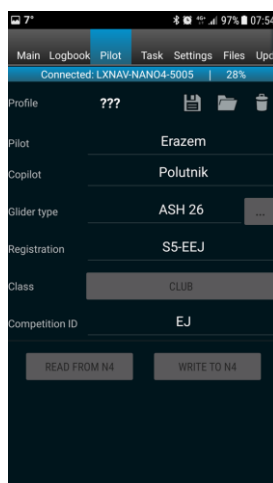 7° 97% 07:54
Main Logbook Pilot Task Settings Files Upd
Connected: LXNAV-NANO4-5005 | 28%
Profile ???
Pilot Erazem
Copilot Polutnik
Glider type ASH 26 ...
Registration S5-EEJ
Class CLUB
Competition ID EJ
READ FROM N4 WRITE TO N4